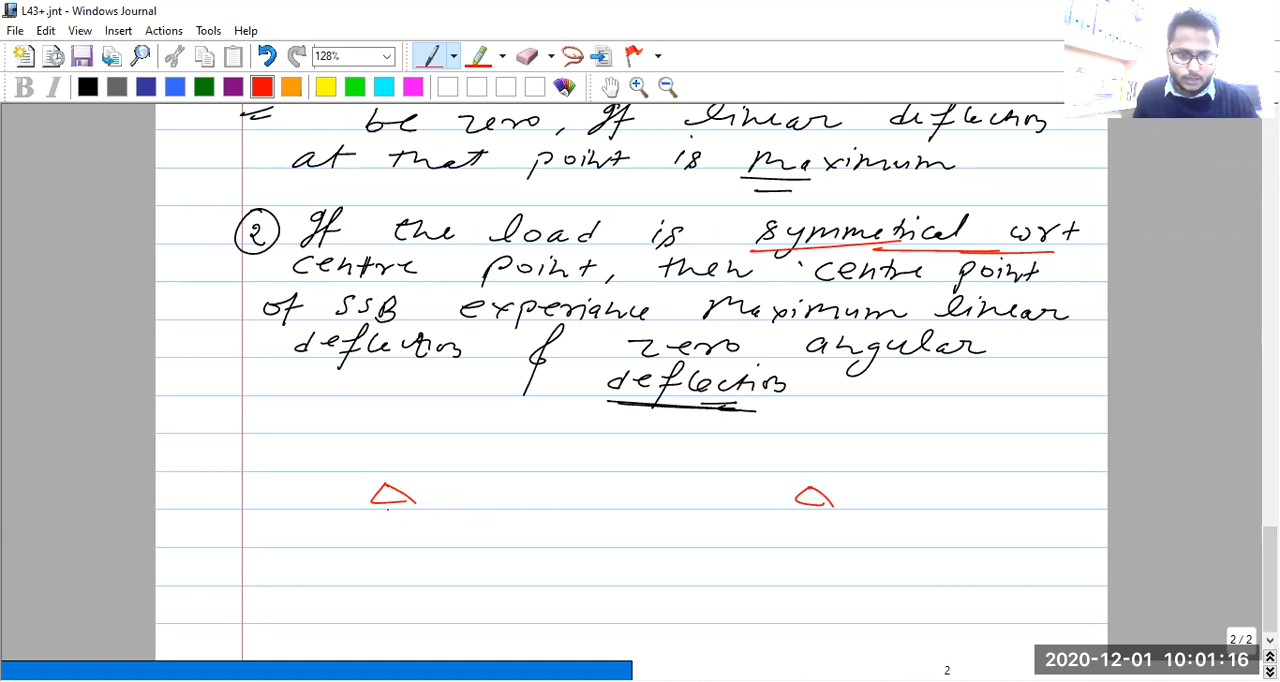 L43+.jnt - Windows Journal
File Edit View Insert Actions Tools Help
128%
B I
be zero, If linear deflection
at that point is maximum
2 If the load is symmetrical wrt
centre point, then centre point
of SSB experiance maximum linear
deflection & zero angular
deflection
2 / 2
2
2020-12-01 10:01:16